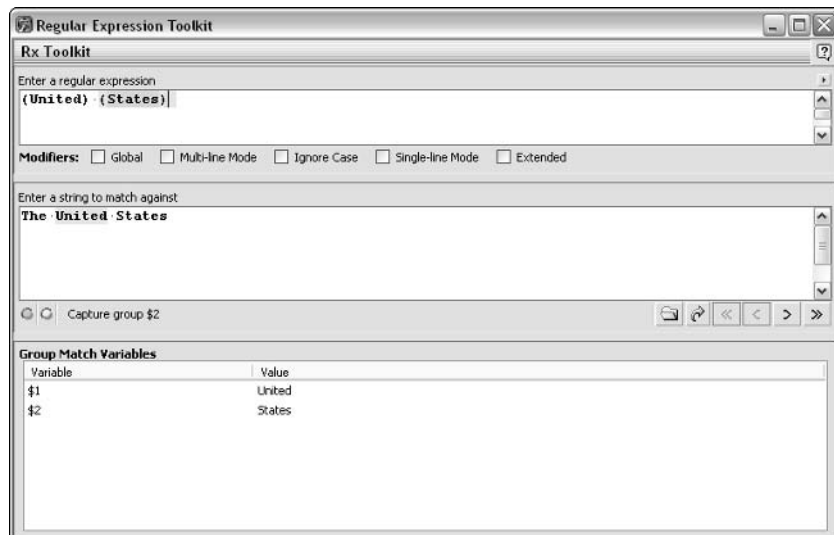 Regular Expression Toolkit
Rx Toolkit
Enter a regular expression
(United)·(States)
Modifiers: Global Multi-line Mode Ignore Case Single-line Mode Extended
Enter a string to match against
The·United·States
Capture group $2
Group Match Variables
Variable Value
$1 United
$2 States